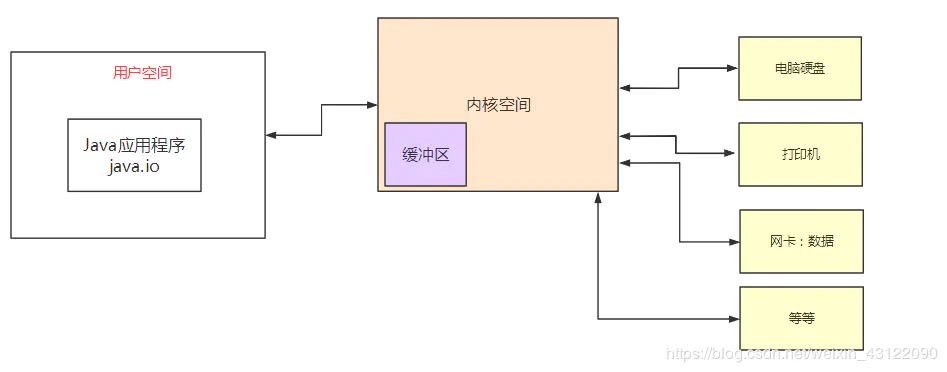 用户空间
Java应用程序
java.io
内核空间
缓冲区
电脑硬盘
打印机
网卡：数据
等等
https://blog.csdn.net/weixin_43122090